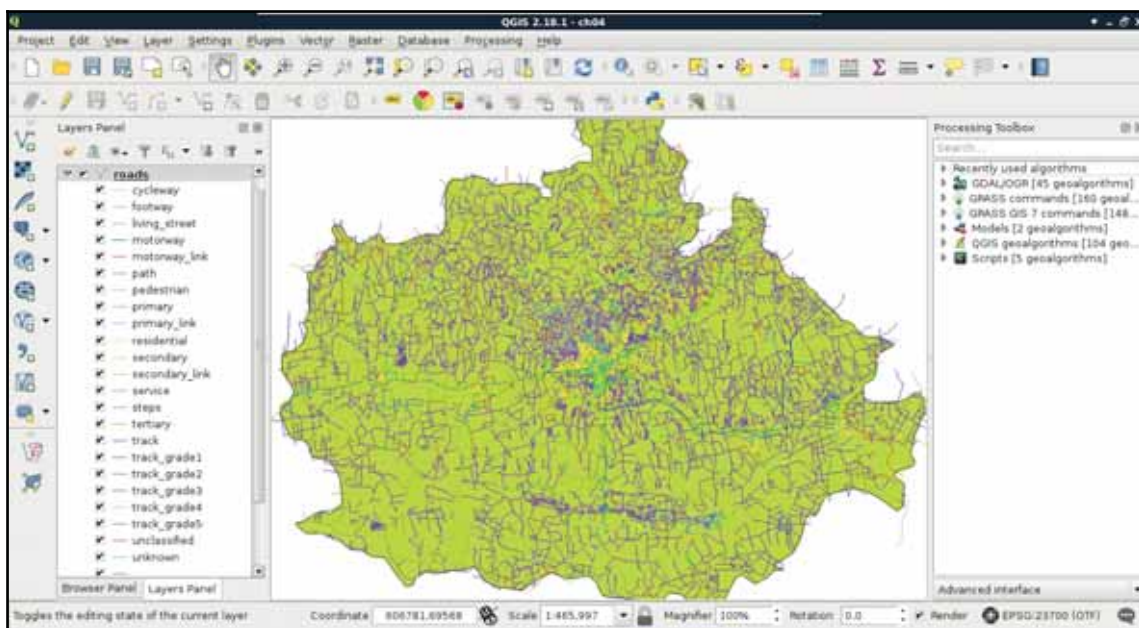 QGIS 2.18.1 - ch04
Project Edit View Layer Settings Plugins Vector Raster Database Processing Help
Layers Panel
roads
cycleway
footway
living_street
motorway
motorway_link
path
pedestrian
primary
primary_link
residential
secondary
secondary_link
service
steps
tertiary
track
track_grade1
track_grade2
track_grade3
track_grade4
track_grade5
unclassified
unknown
Browser Panel Layers Panel
Processing Toolbox
Search...
Recently used algorithms
GDAL/OGR [45 geoalgorithms]
GRASS commands [160 geoal...
GRASS GIS 7 commands [148...
Models [2 geoalgorithms]
QGIS geoalgorithms [104 geo...
Scripts [5 geoalgorithms]
Advanced interface
Toggles the editing state of the current layer Coordinate 606781,69568 Scale 1:465,997 Magnifier 100% Rotation 0.0 Render EPSG:23700 (OTF)